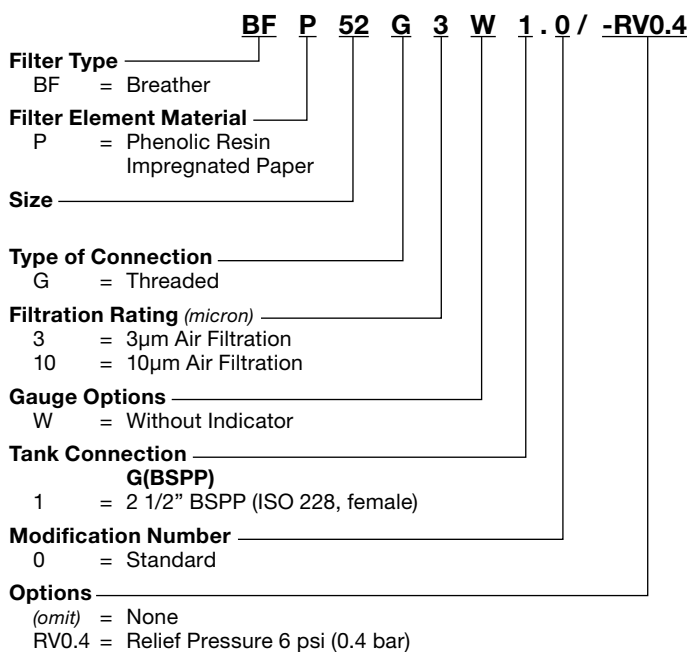 BF P 52 G 3 W 1 . 0 / -RV0.4
Filter Type
BF = Breather
Filter Element Material
P = Phenolic Resin
Impregnated Paper
Size
Type of Connection
G = Threaded
Filtration Rating (micron)
3 = 3µm Air Filtration
10 = 10µm Air Filtration
Gauge Options
W = Without Indicator
Tank Connection
G(BSPP)
1 = 2 1/2” BSPP (ISO 228, female)
Modification Number
0 = Standard
Options
(omit) = None
RV0.4 = Relief Pressure 6 psi (0.4 bar)